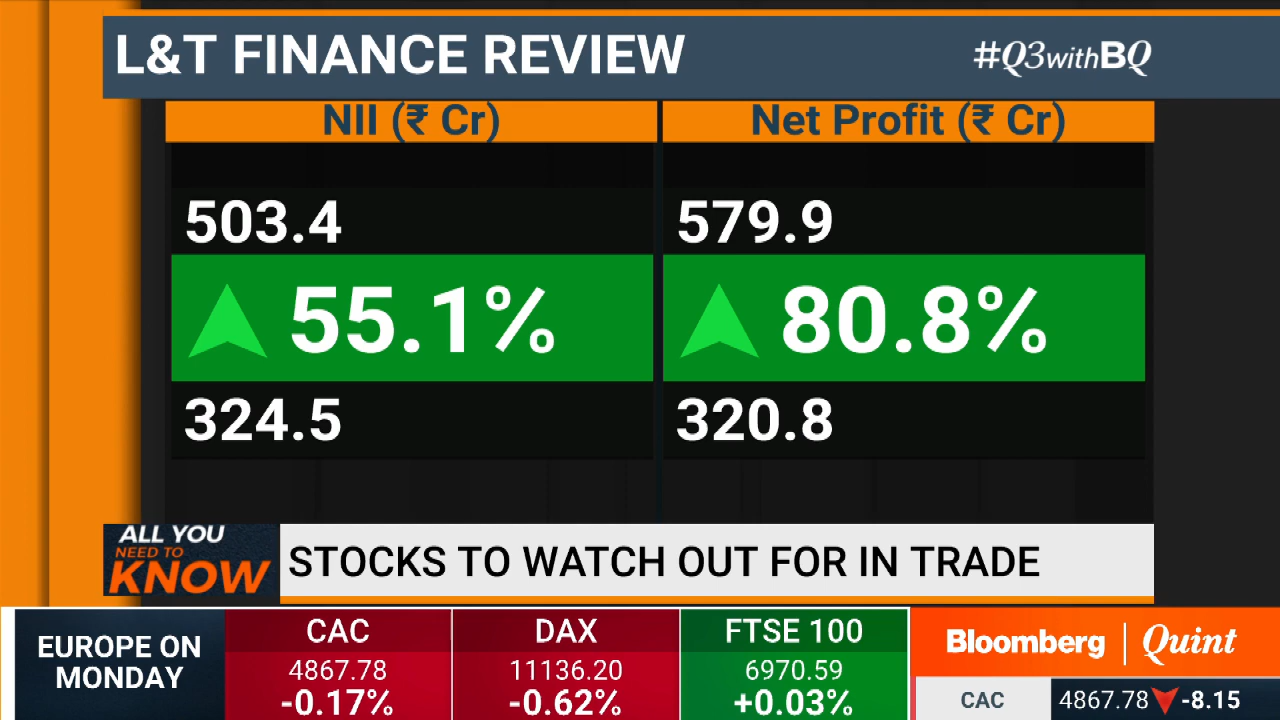 L&T FINANCE REVIEW
#Q3withBQ
NII (₹ Cr)
Net Profit (₹ Cr)
503.4
579.9
55.1%
80.8%
324.5
320.8
ALL YOU
NEED TO
KNOW
STOCKS TO WATCH OUT FOR IN TRADE
EUROPE ON
MONDAY
CAC
4867.78
-0.17%
DAX
11136.20
-0.62%
FTSE 100
6970.59
+0.03%
Bloomberg | Quint
CAC
4867.78 -8.15